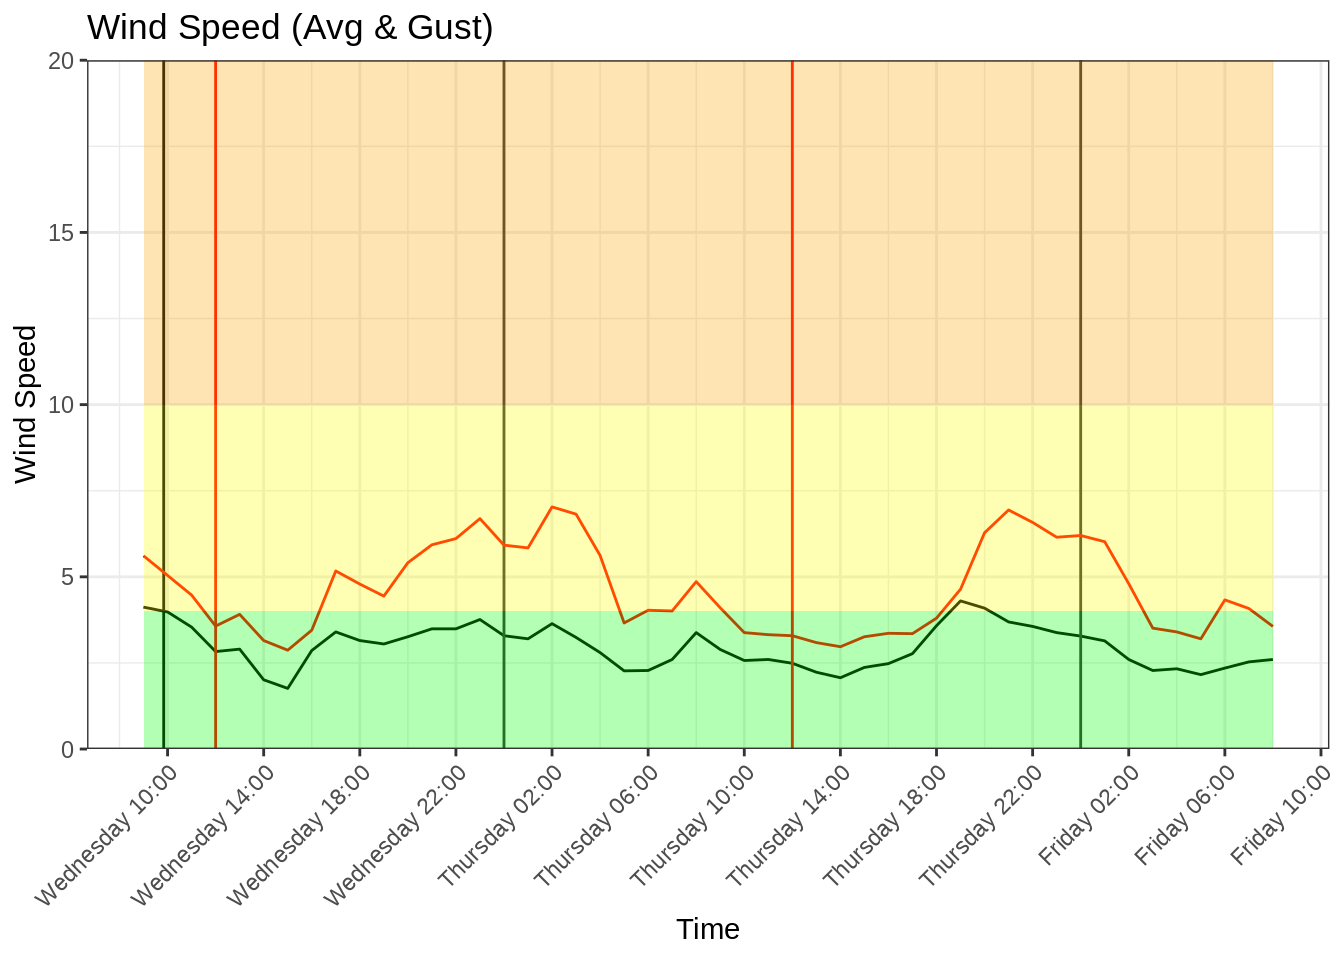 Wind Speed (Avg & Gust)
20
15
10
5
0
Wind Speed
Wednesday 10:00
Wednesday 14:00
Wednesday 18:00
Wednesday 22:00
Thursday 02:00
Thursday 06:00
Thursday 10:00
Thursday 14:00
Thursday 18:00
Thursday 22:00
Friday 02:00
Friday 06:00
Friday 10:00
Time